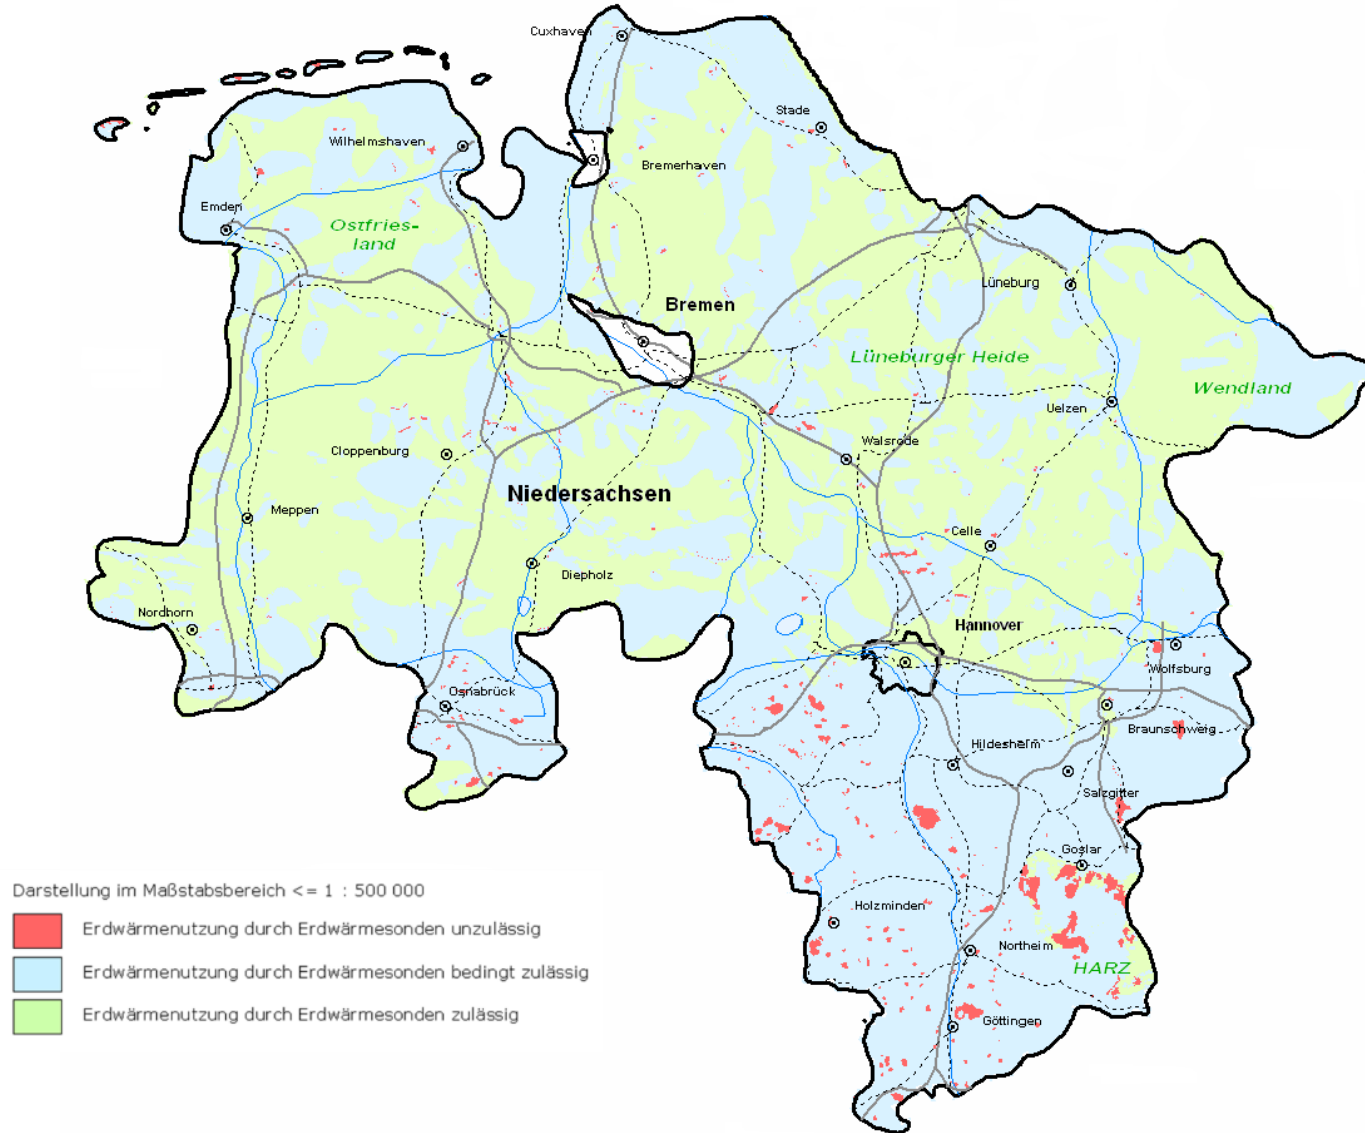 Cuxhaven
Stade
Wilhelmshaven
Bremerhaven
Emden
Ostfries-
land
Lüneburg
Bremen
Lüneburger Heide
Wendland
Uelzen
Walsrode
Cloppenburg
Niedersachsen
Meppen
Celle
Diepholz
Nordhorn
Hannover
Wolfsburg
Osnabrück
Braunschweig
Hildesheim
Salzgitter
Goslar
Darstellung im Maßstabsbereich <= 1 : 500 000
Erdwärmenutzung durch Erdwärmesonden unzulässig
Erdwärmenutzung durch Erdwärmesonden bedingt zulässig
Erdwärmenutzung durch Erdwärmesonden zulässig
Holzminden
Northeim
HARZ
Göttingen